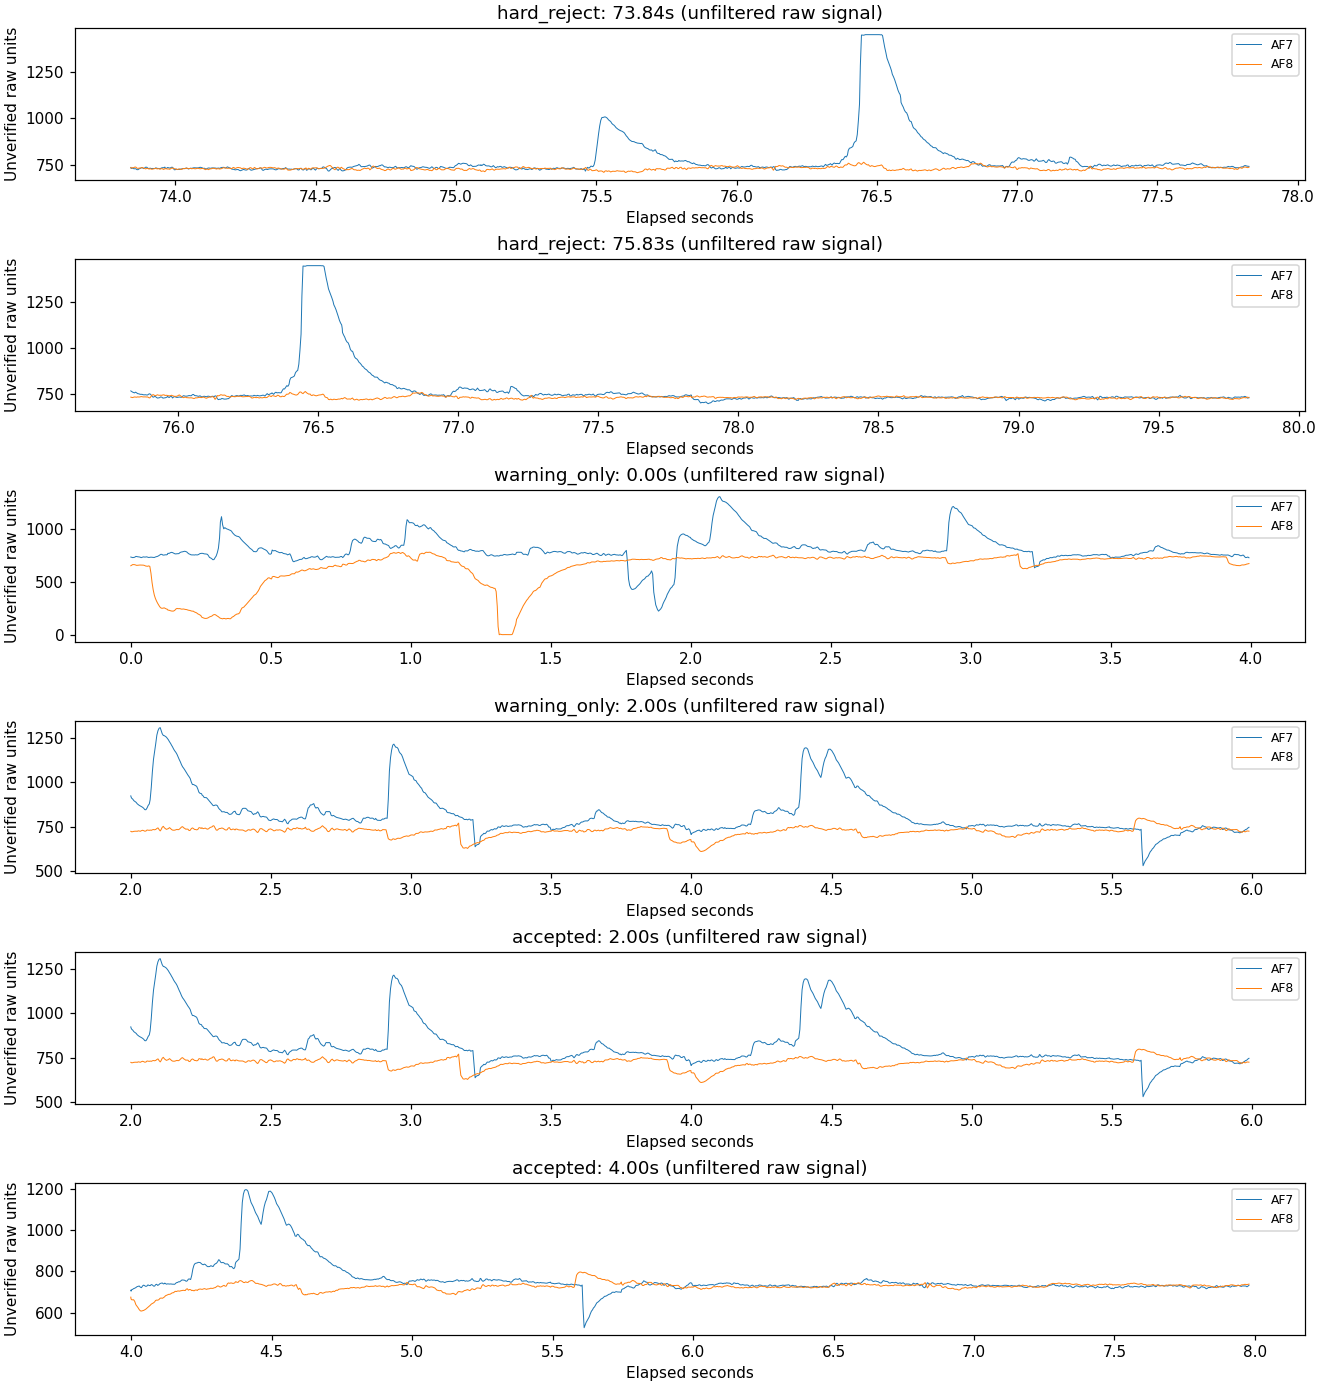 hard_reject: 73.84s (unfiltered raw signal)
Unverified raw units
1250
1000
750
AF7
AF8
74.0 74.5 75.0 75.5 76.0 76.5 77.0 77.5 78.0
Elapsed seconds
hard_reject: 75.83s (unfiltered raw signal)
Unverified raw units
1250
1000
750
AF7
AF8
76.0 76.5 77.0 77.5 78.0 78.5 79.0 79.5 80.0
Elapsed seconds
warning_only: 0.00s (unfiltered raw signal)
Unverified raw units
1000
500
0
AF7
AF8
0.0 0.5 1.0 1.5 2.0 2.5 3.0 3.5 4.0
Elapsed seconds
warning_only: 2.00s (unfiltered raw signal)
Unverified raw units
1250
1000
750
500
AF7
AF8
2.0 2.5 3.0 3.5 4.0 4.5 5.0 5.5 6.0
Elapsed seconds
accepted: 2.00s (unfiltered raw signal)
Unverified raw units
1250
1000
750
500
AF7
AF8
2.0 2.5 3.0 3.5 4.0 4.5 5.0 5.5 6.0
Elapsed seconds
accepted: 4.00s (unfiltered raw signal)
Unverified raw units
1200
1000
800
600
AF7
AF8
4.0 4.5 5.0 5.5 6.0 6.5 7.0 7.5 8.0
Elapsed seconds